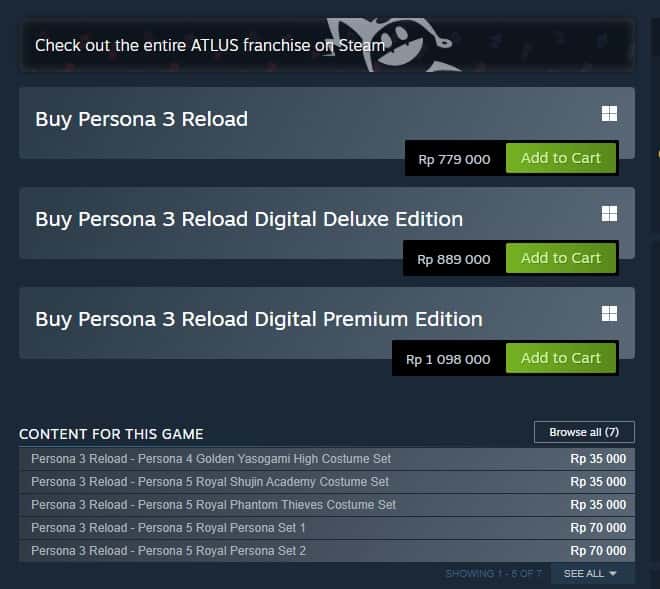 Check out the entire ATLUS franchise on Steam
Buy Persona 3 Reload
Rp 779 000 Add to Cart
Buy Persona 3 Reload Digital Deluxe Edition
Rp 889 000 Add to Cart
Buy Persona 3 Reload Digital Premium Edition
Rp 1 098 000 Add to Cart
CONTENT FOR THIS GAME Browse all (7)
Persona 3 Reload - Persona 4 Golden Yasogami High Costume Set Rp 35 000
Persona 3 Reload - Persona 5 Royal Shujin Academy Costume Set Rp 35 000
Persona 3 Reload - Persona 5 Royal Phantom Thieves Costume Set Rp 35 000
Persona 3 Reload - Persona 5 Royal Persona Set 1 Rp 70 000
Persona 3 Reload - Persona 5 Royal Persona Set 2 Rp 70 000
SHOWING 1 - 5 OF 7 SEE ALL